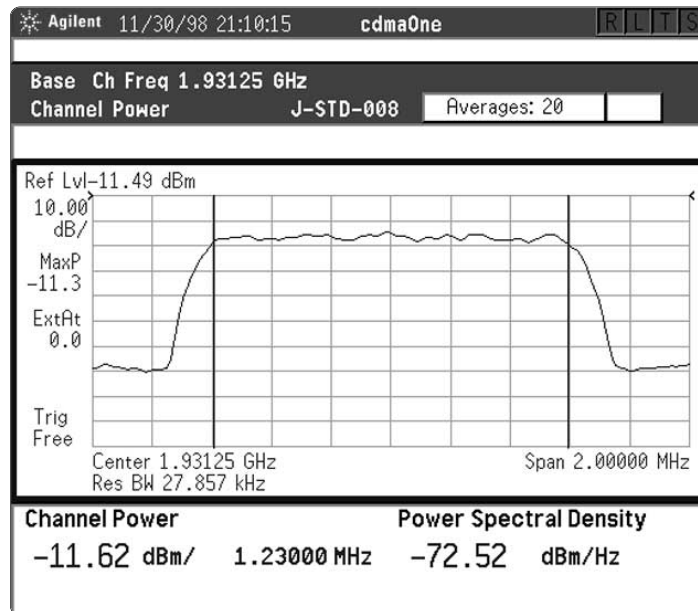 Agilent 11/30/98 21:10:15 cdmaOne R L T S
Base Ch Freq 1.93125 GHz
Channel Power J-STD-008 Averages: 20
Ref Lvl-11.49 dBm
10.00
dB/
MaxP
-11.3
ExtAt
0.0
Trig
Free
Center 1.93125 GHz Span 2.00000 MHz
Res BW 27.857 kHz
Channel Power Power Spectral Density
-11.62 dBm/ 1.23000 MHz -72.52 dBm/Hz